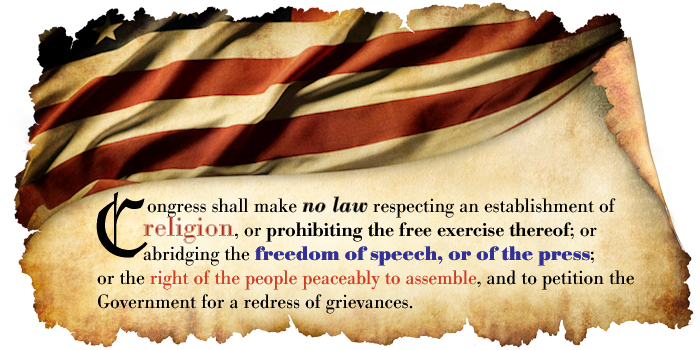 Congress shall make no law respecting an establishment of
religion, or prohibiting the free exercise thereof; or
abridging the freedom of speech, or of the press;
or the right of the people peaceably to assemble, and to petition the
Government for a redress of grievances.